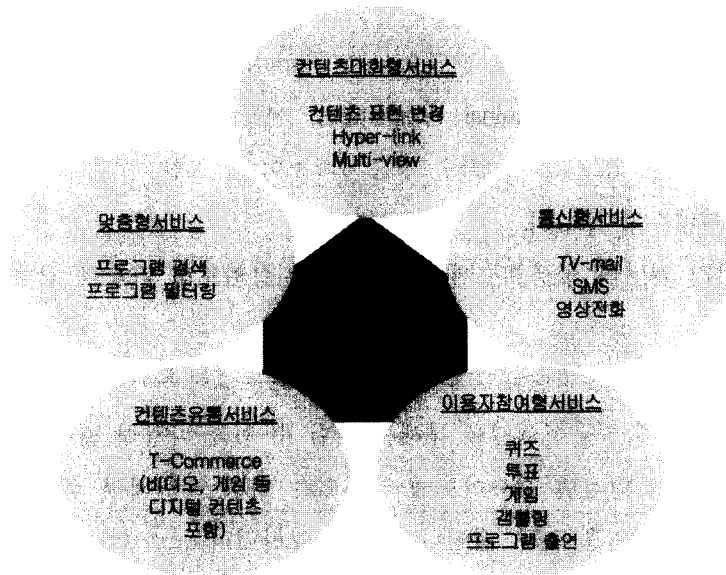 컨텐츠대화형서비스
컨텐츠 표현 변경
Hyper-link
Multi-view
맞춤형서비스
프로그램 검색
프로그램 필터링
통신형서비스
TV-mail
SMS
영상전화
컨텐츠유통서비스
T-Commerce
(비디오, 게임 등
디지털 컨텐츠
포함)
이용자참여형서비스
퀴즈
투표
게임
갬블링
프로그램 출연